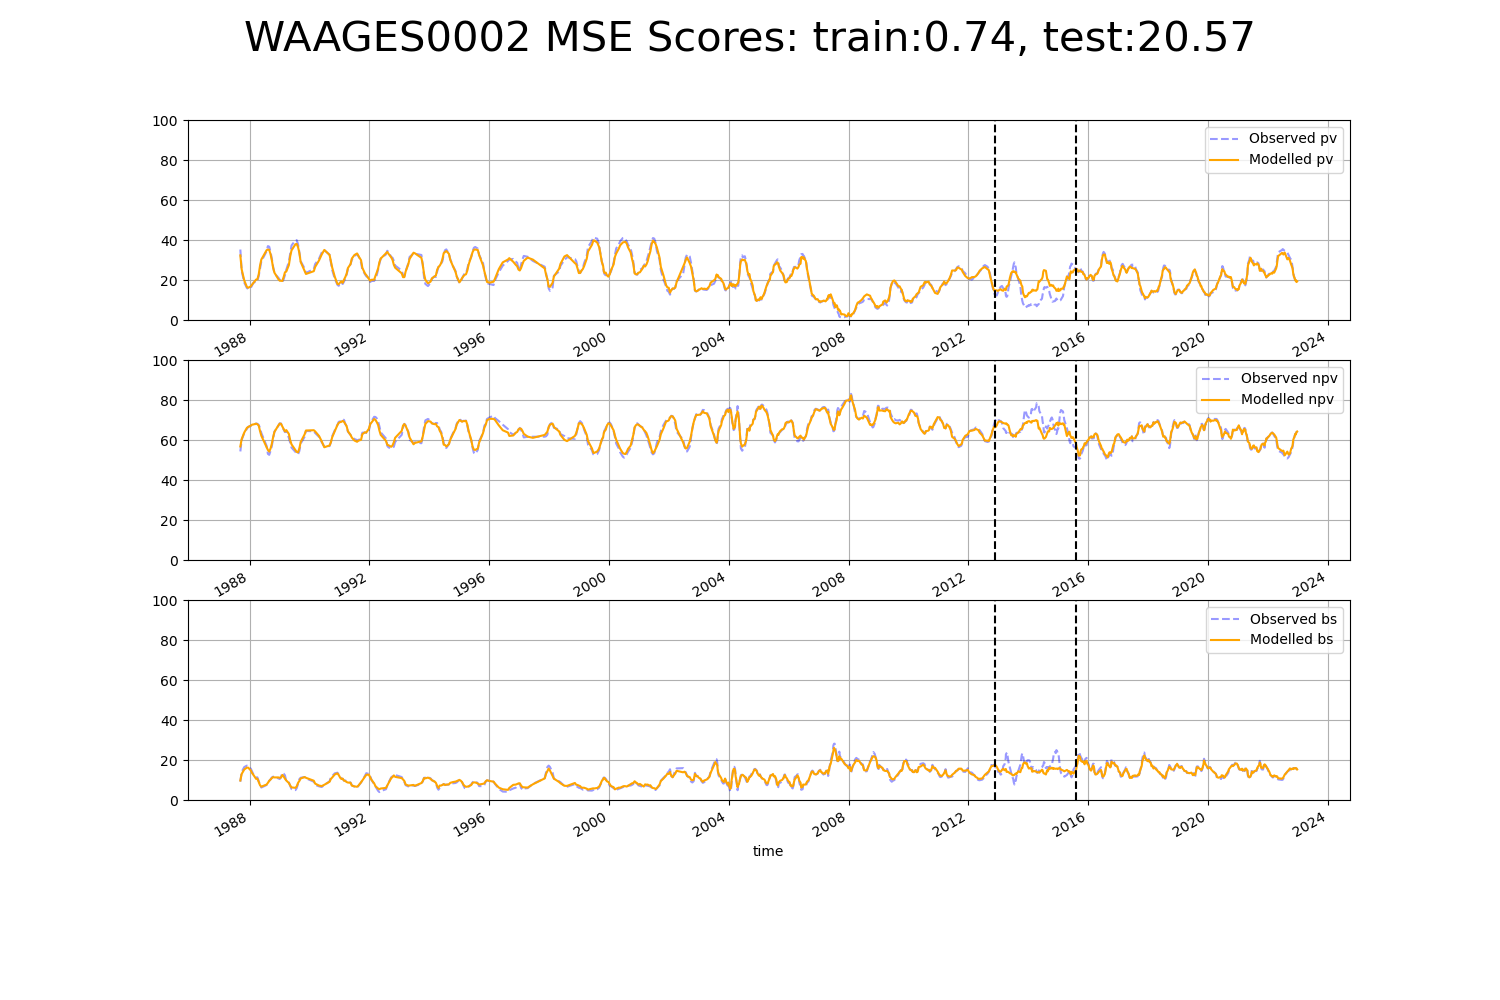 WAAGES0002 MSE Scores: train:0.74, test:20.57
100
80
60
40
20
0
Observed pv
Modelled pv
1988 1992 1996 2000 2004 2008 2012 2016 2020 2024
100
80
60
40
20
0
Observed npv
Modelled npv
1988 1992 1996 2000 2004 2008 2012 2016 2020 2024
100
80
60
40
20
0
Observed bs
Modelled bs
1988 1992 1996 2000 2004 2008 2012 2016 2020 2024
time